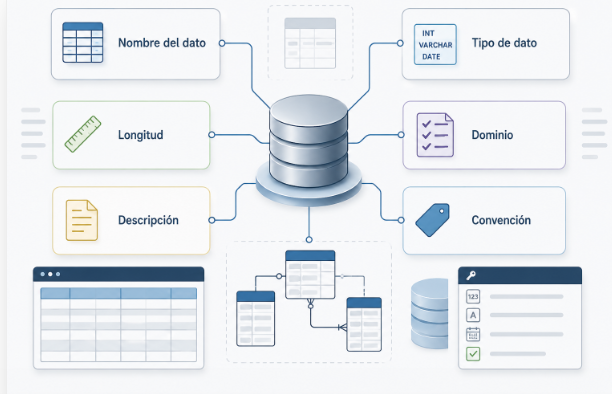 Nombre del dato
INT
VARCHAR
DATE
Tipo de dato
Longitud
Dominio
Descripción
Convención
123
A